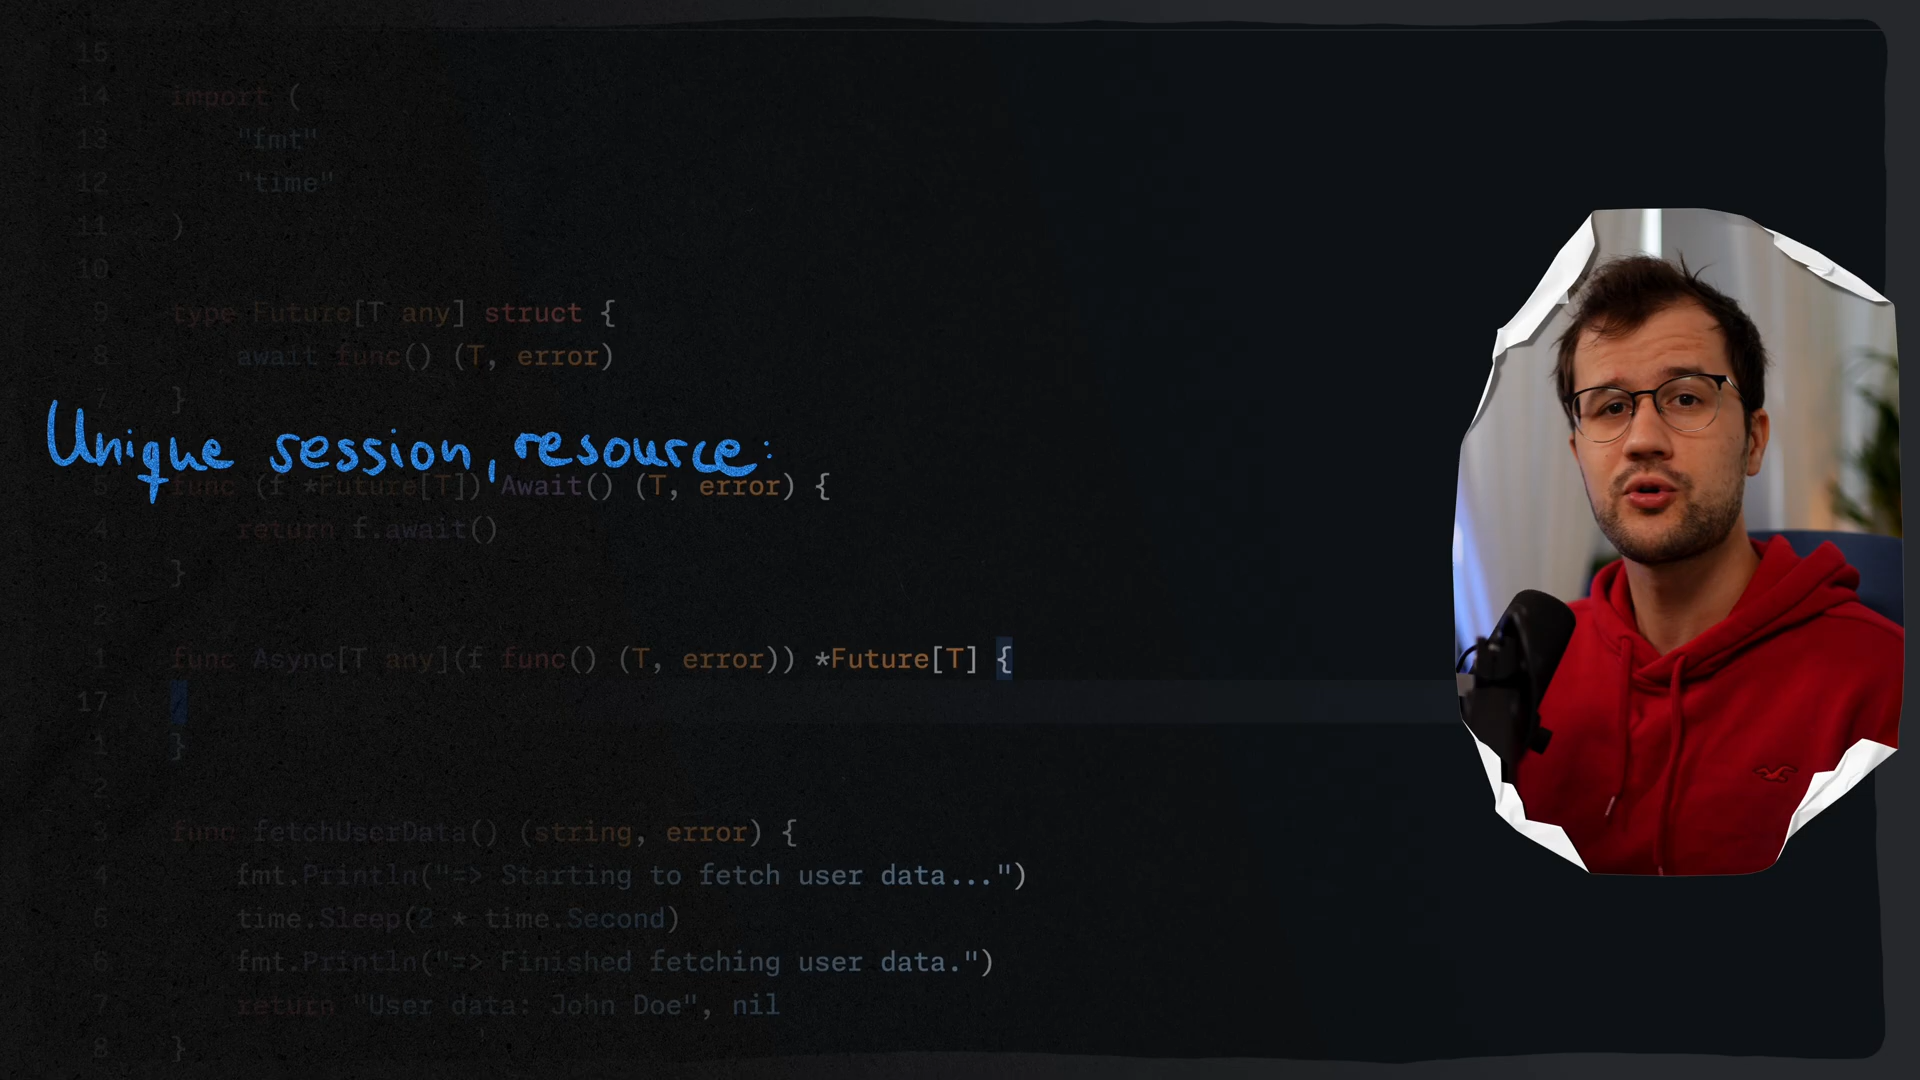 15
14 import (
13 "fmt"
12 "time"
11 )
10
9 type Future[T any] struct {
8 await func() (T, error)
7 }
Unique session, resource:
5 func (f *Future[T]) Await() (T, error) {
4 return f.await()
3 }
2
1 func Async[T any](f func() (T, error)) *Future[T] {
17
1 }
2
3 func fetchUserData() (string, error) {
4 fmt.Println("=> Starting to fetch user data...")
5 time.Sleep(2 * time.Second)
6 fmt.Println("=> Finished fetching user data.")
7 return "User data: John Doe", nil
8 }